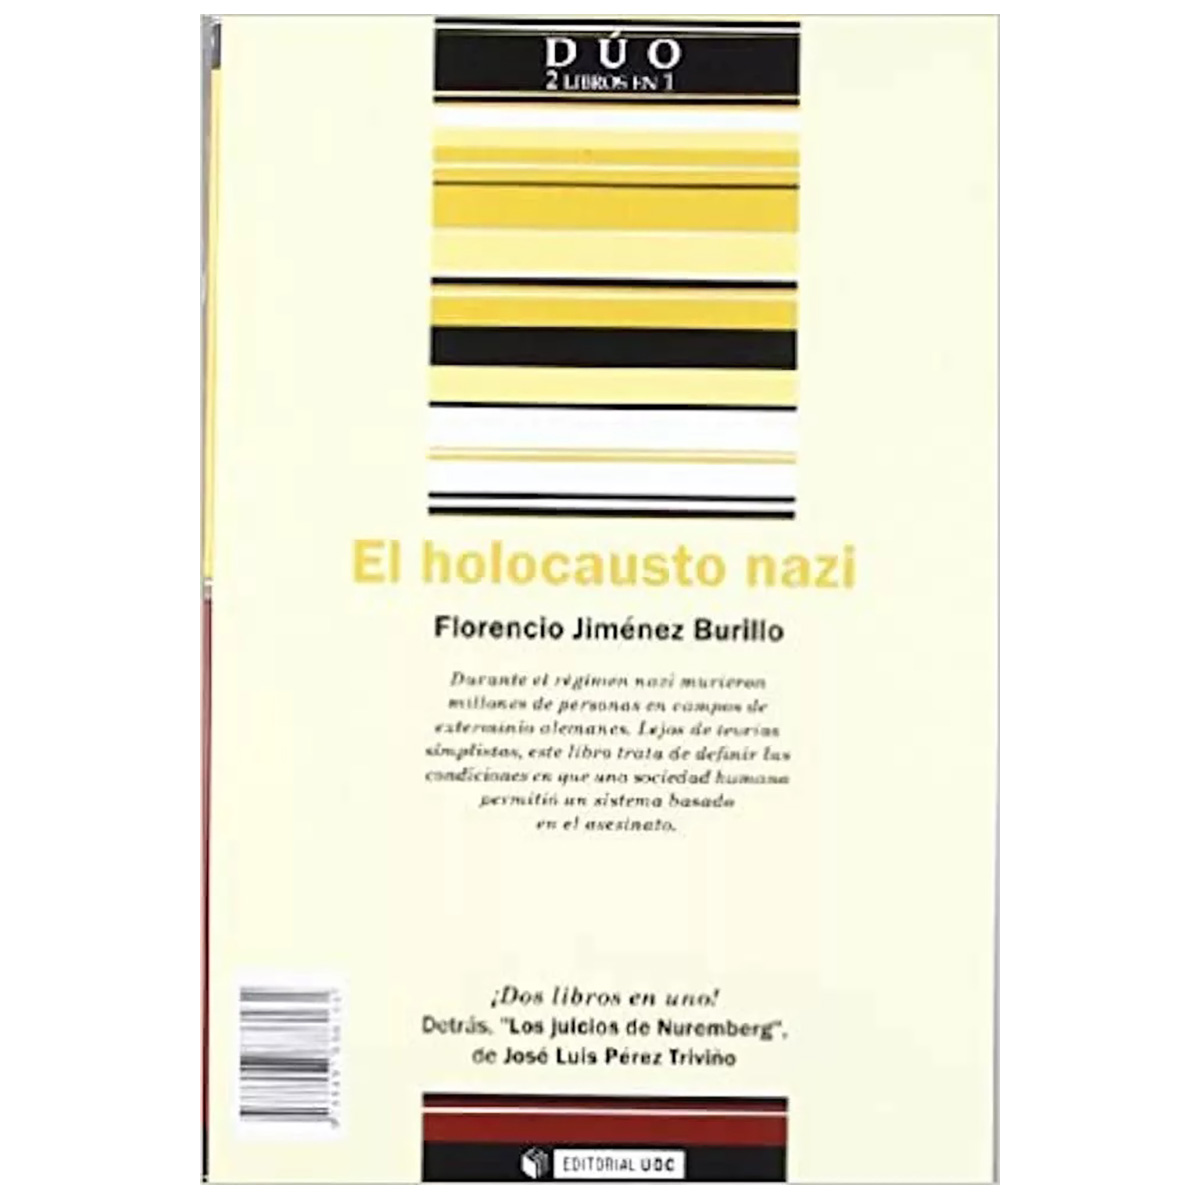 DÚO
2 LIBROS EN 1
El holocausto nazi
Florencio Jiménez Burillo
Durante el régimen nazi murieron
millones de personas en campos de
exterminio alemanes. Lejos de teorías
simplistas, este libro trata de definir las
condiciones en que una sociedad humana
permitió un sistema basado
en el asesinato.
¡Dos libros en uno!
Detrás, "Los juicios de Nuremberg",
de José Luis Pérez Triviño
EDITORIAL UOC